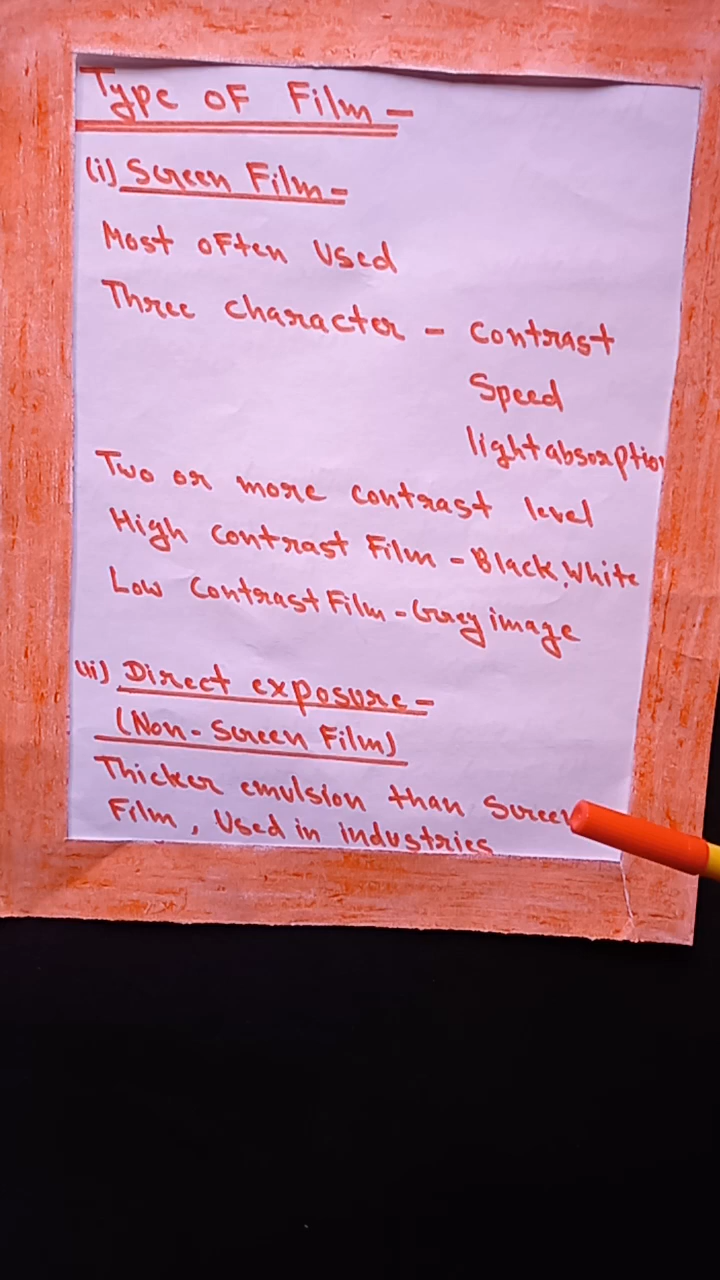 Type of Film -
(i) Screen Film -
Most often used
Three character - Contrast
Speed
light absorption
Two or more contrast level
High Contrast Film - Black, White
Low Contrast Film - Grey image
(ii) Direct exposure -
(Non-Screen Film)
Thicker emulsion than Screen
Film, Used in industries